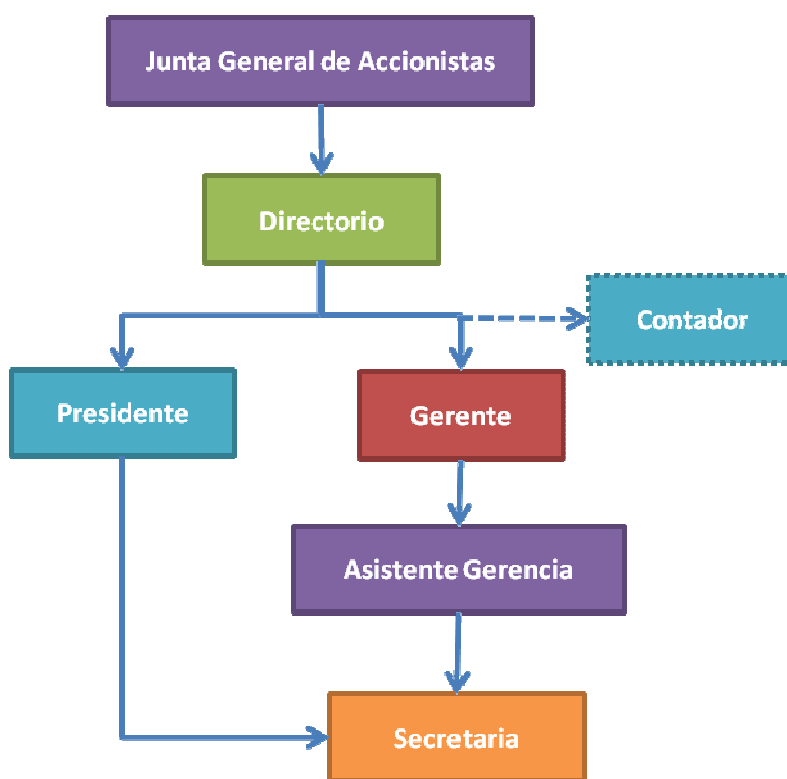 Junta General de Accionistas
Directorio
Contador
Presidente
Gerente
Asistente Gerencia
Secretaria